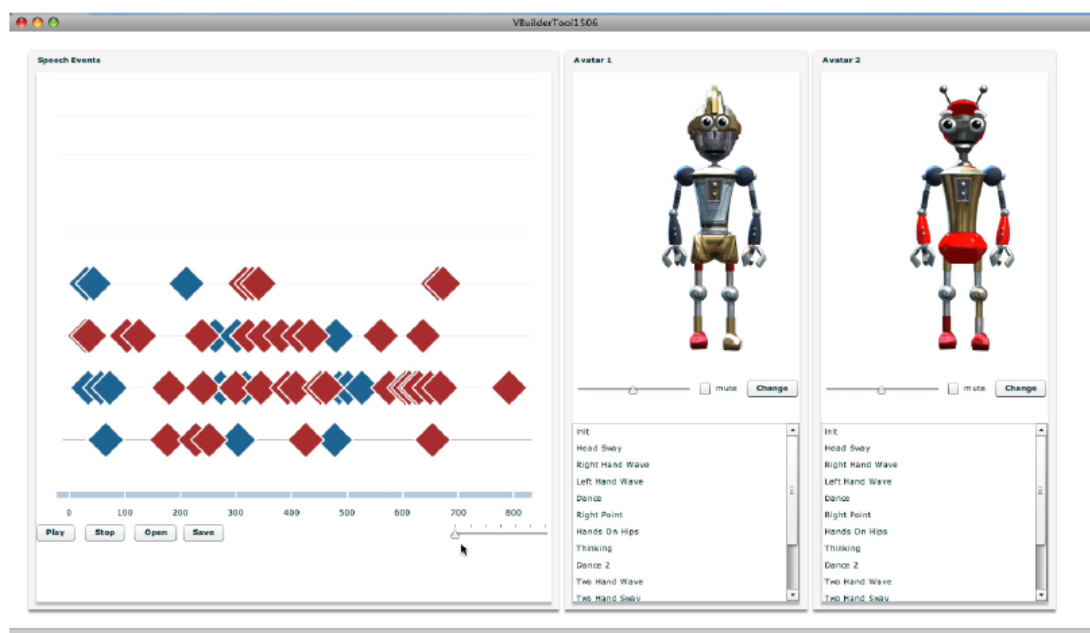 VBuilderTool1506
Speech Events
0 100 200 300 400 500 600 700 800
Play Stop Open Save
Avatar 1
mute Change
Init
Head Sway
Right Hand Wave
Left Hand Wave
Dance
Right Point
Hands On Hips
Thinking
Dance 2
Two Hand Wave
Two Hand Sway
Avatar 2
mute Change
Init
Head Sway
Right Hand Wave
Left Hand Wave
Dance
Right Point
Hands On Hips
Thinking
Dance 2
Two Hand Wave
Two Hand Sway